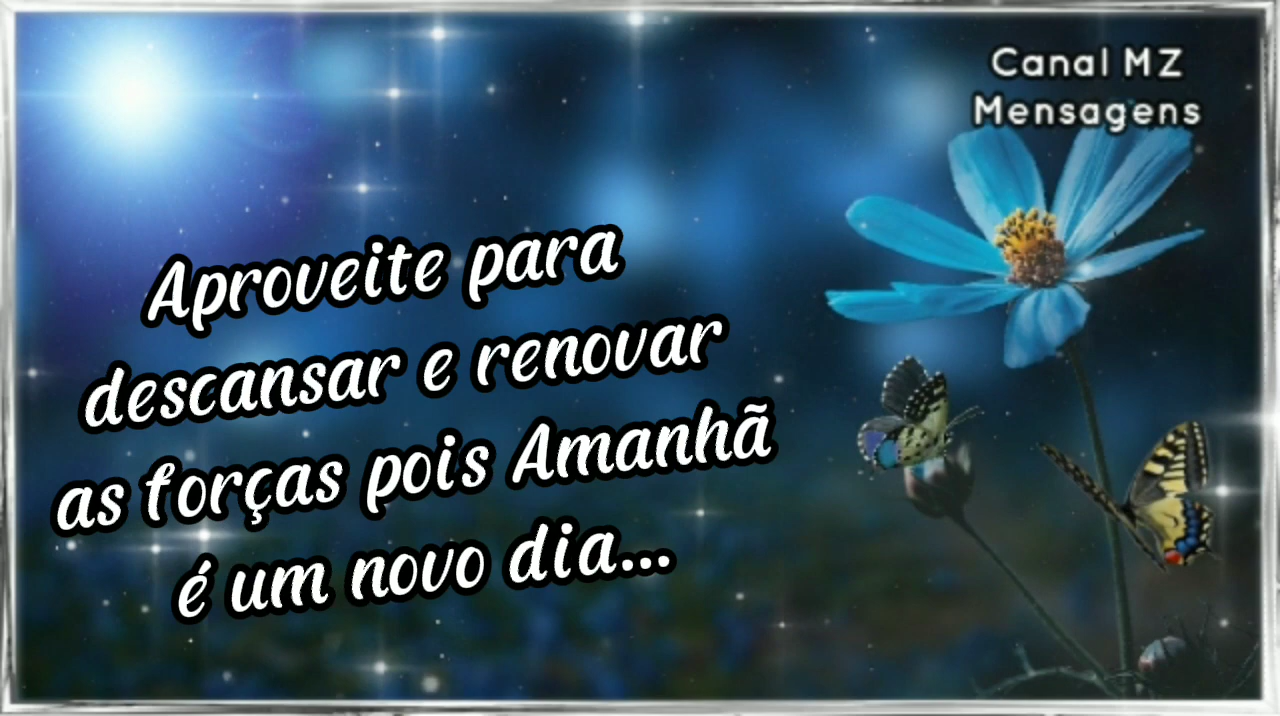 Canal MZ
Mensagens
Aproveite para
descansar e renovar
as forças pois Amanhã
é um novo dia...